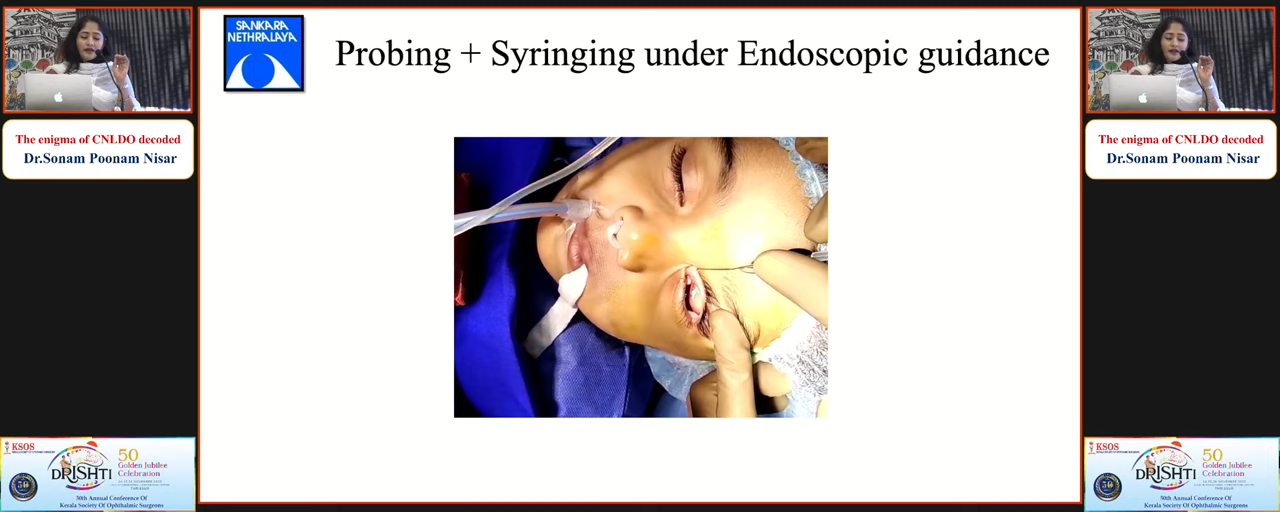 SANKARA
NETHRALAYA
Probing + Syringing under Endoscopic guidance
The enigma of CNLDO decoded
Dr.Sonam Poonam Nisar
The enigma of CNLDO decoded
Dr.Sonam Poonam Nisar
KSOS
DRISHTI
50
Golden Jubilee
Celebration
50th Annual Conference Of
Kerala Society Of Ophthalmic Surgeons
KSOS
DRISHTI
50
Golden Jubilee
Celebration
50th Annual Conference Of
Kerala Society Of Ophthalmic Surgeons